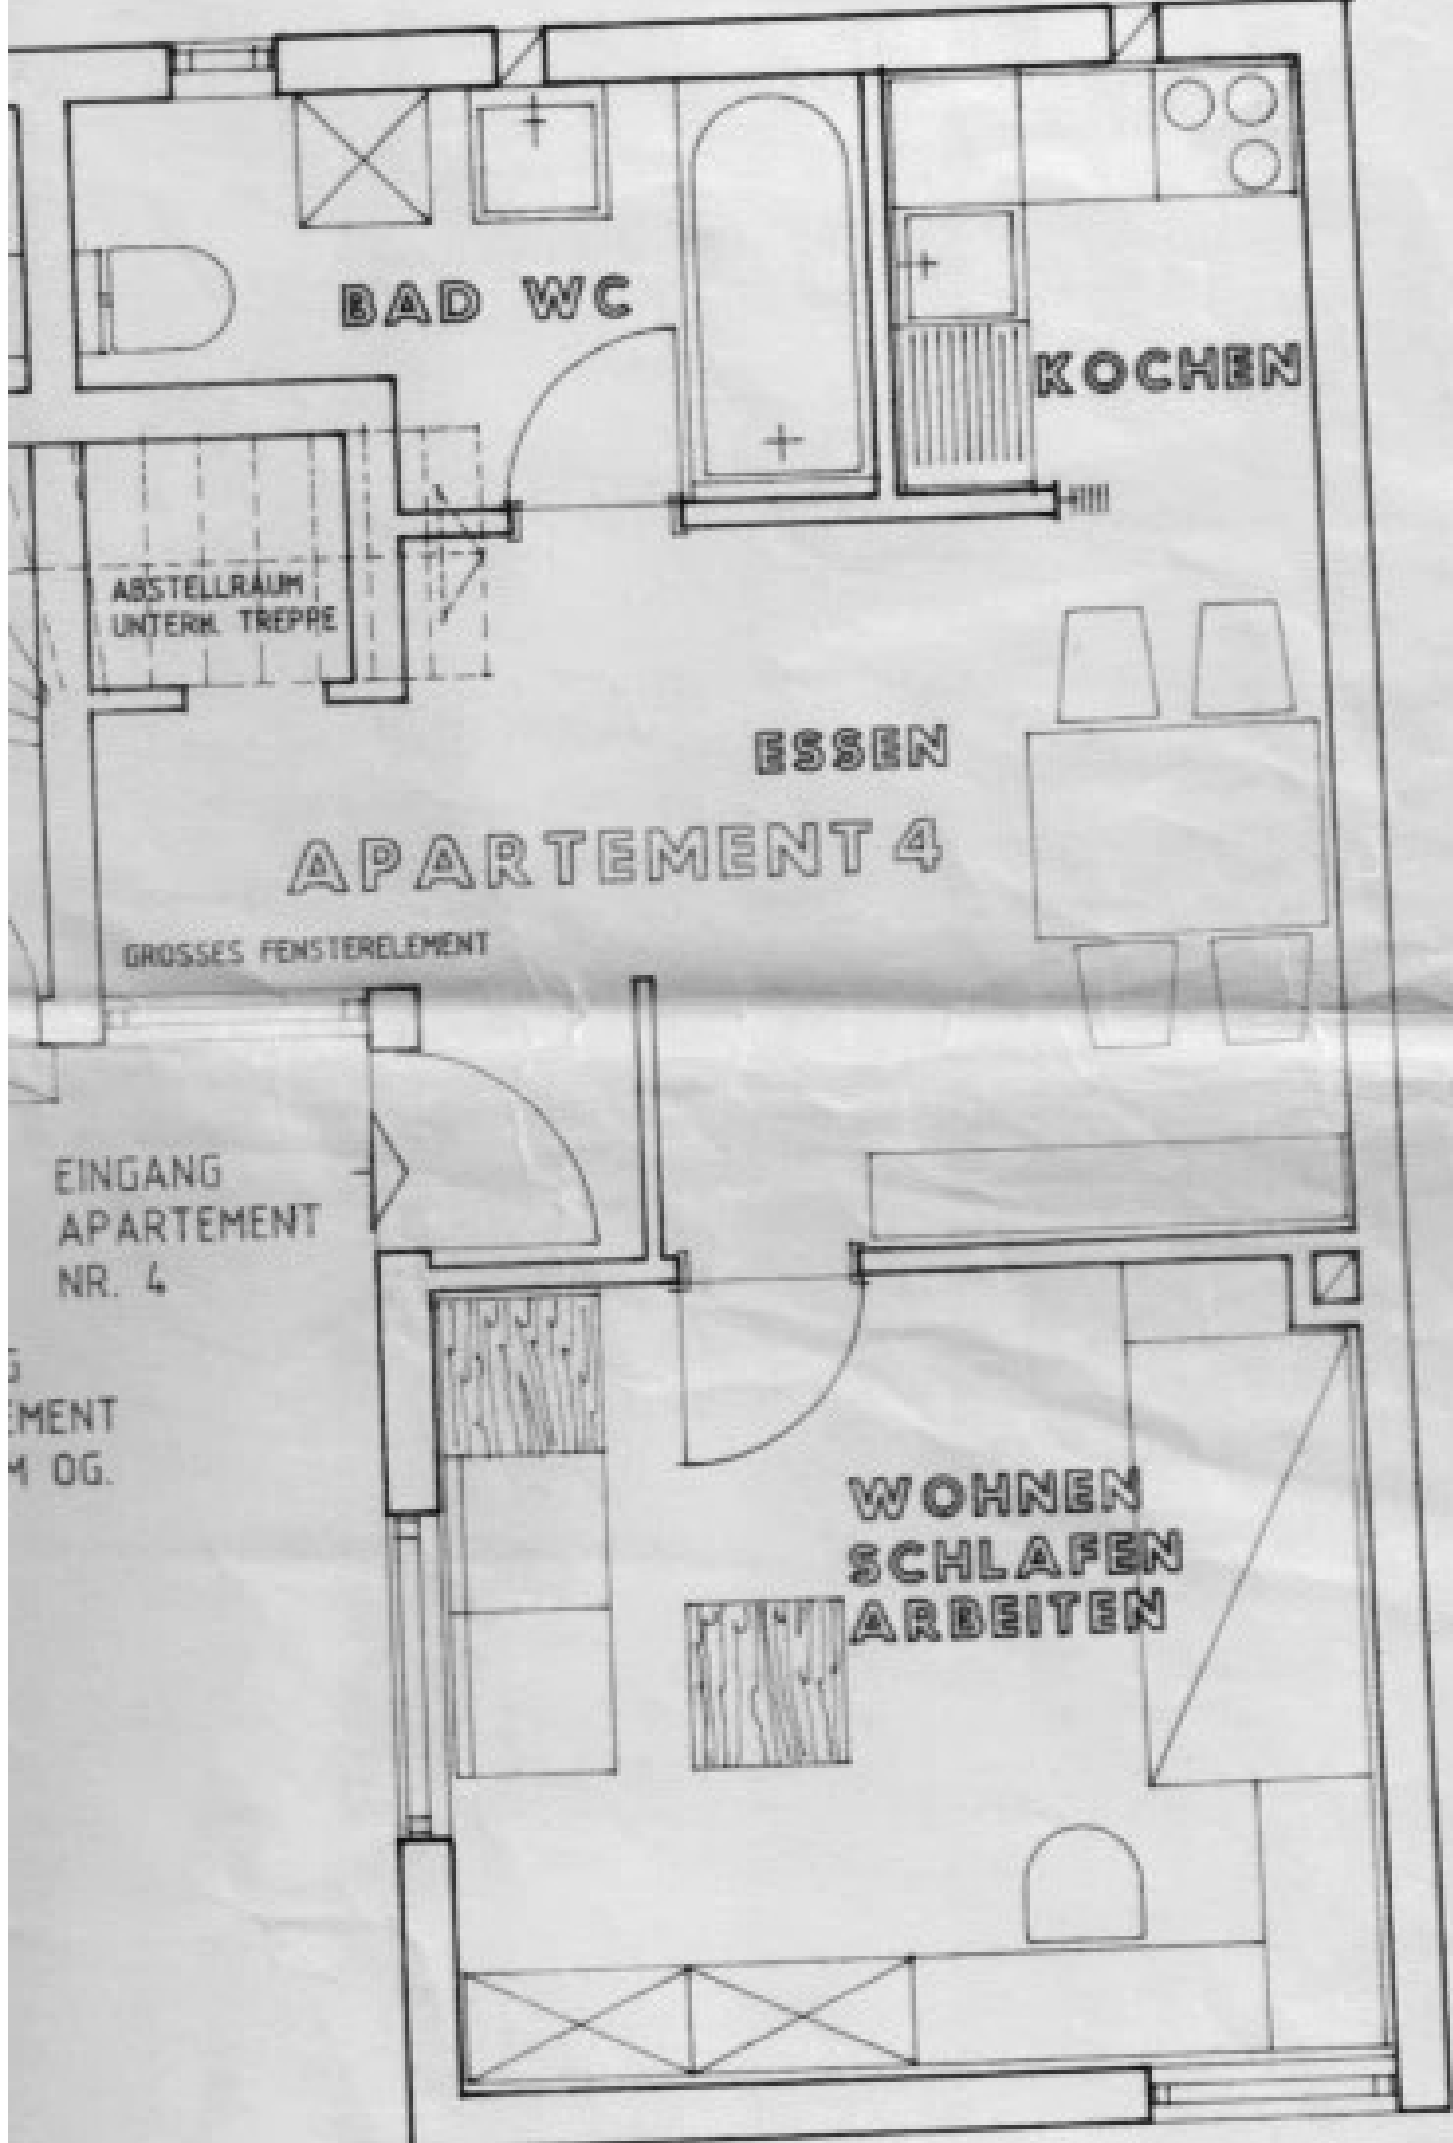 BAD WC
KOCHEN
ABSTELLRAUM
UNTERH. TREPPE
ESSEN
APARTEMENT 4
GROSSES FENSTERELEMENT
EINGANG
APARTEMENT
NR. 4
G
EMENT
M OG.
WOHNEN
SCHLAFEN
ARBEITEN